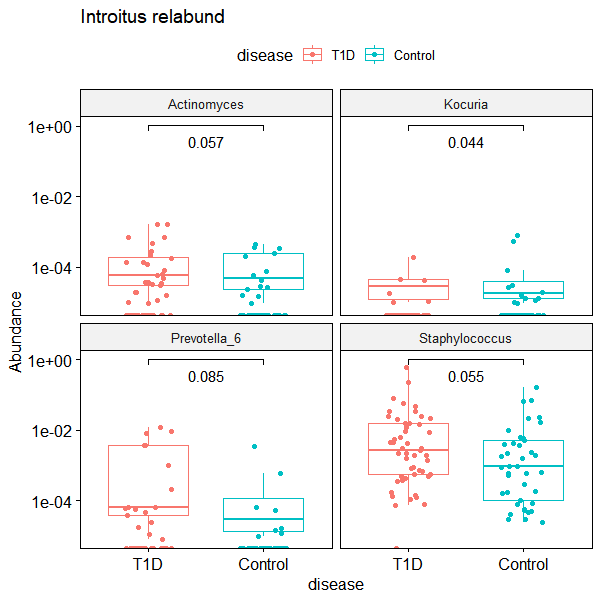 Introitus relabund
disease T1D Control
Actinomyces Kocuria
1e+00 0.057 0.044
1e-02
1e-04
Abundance
Prevotella_6 Staphylococcus
1e+00 0.085 0.055
1e-02
1e-04
T1D Control T1D Control
disease